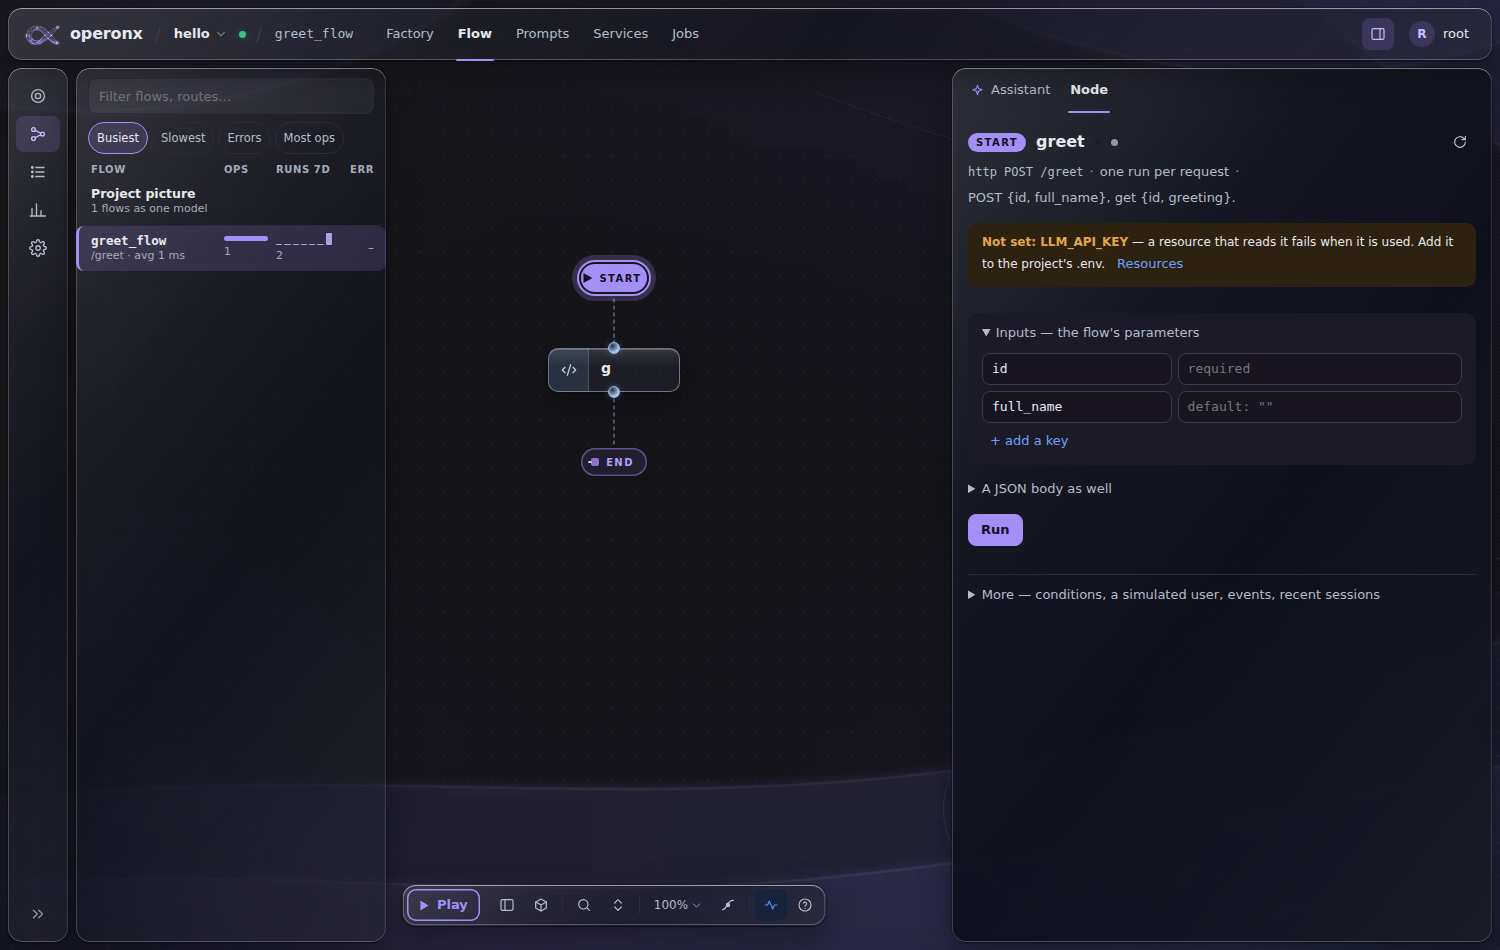 operonx / hello / greet_flow Factory Flow Prompts Services Jobs R root
Filter flows, routes...
Busiest Slowest Errors Most ops
FLOW OPS RUNS 7D ERR
Project picture
1 flows as one model
greet_flow
/greet · avg 1 ms 1 2 –
START
g
END
Play 100%
Assistant Node
START greet
http POST /greet · one run per request ·
POST {id, full_name}, get {id, greeting}.
Not set: LLM_API_KEY — a resource that reads it fails when it is used. Add it
to the project's .env. Resources
Inputs — the flow's parameters
id required
full_name default: ""
+ add a key
A JSON body as well
Run
More — conditions, a simulated user, events, recent sessions